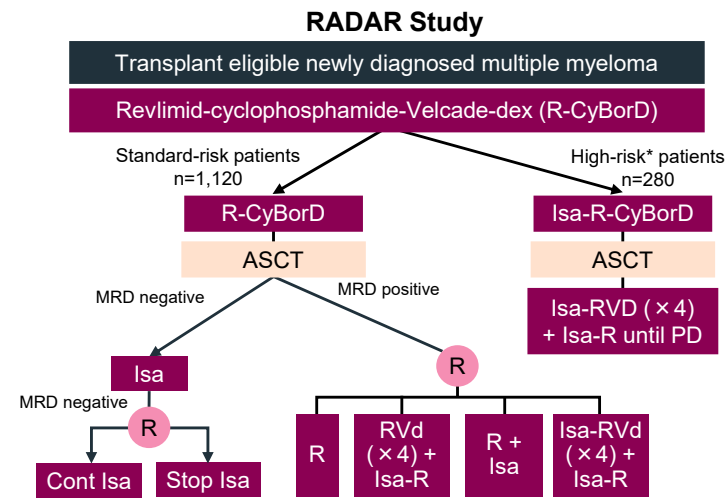 RADAR Study
Transplant eligible newly diagnosed multiple myeloma
Revlimid-cyclophosphamide-Velcade-dex (R-CyBorD)
Standard-risk patients
n=1,120
High-risk* patients
n=280
R-CyBorD
Isa-R-CyBorD
ASCT
ASCT
MRD negative
MRD positive
Isa-RVD (×4)
+ Isa-R until PD
Isa
R
MRD negative
R
Cont Isa
Stop Isa
R
RVd
(×4) +
Isa-R
R +
Isa
Isa-RVd
(×4) +
Isa-R